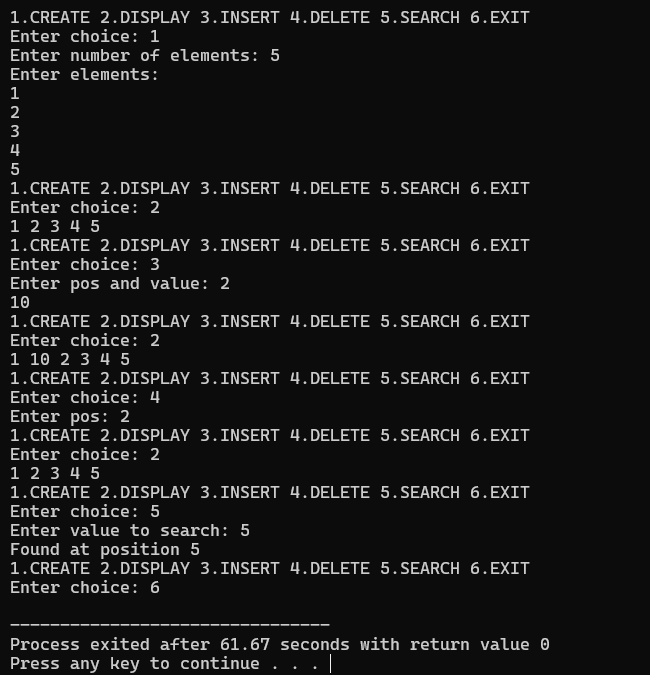 1.CREATE 2.DISPLAY 3.INSERT 4.DELETE 5.SEARCH 6.EXIT
Enter choice: 1
Enter number of elements: 5
Enter elements:
1
2
3
4
5
1.CREATE 2.DISPLAY 3.INSERT 4.DELETE 5.SEARCH 6.EXIT
Enter choice: 2
1 2 3 4 5
1.CREATE 2.DISPLAY 3.INSERT 4.DELETE 5.SEARCH 6.EXIT
Enter choice: 3
Enter pos and value: 2
10
1.CREATE 2.DISPLAY 3.INSERT 4.DELETE 5.SEARCH 6.EXIT
Enter choice: 2
1 10 2 3 4 5
1.CREATE 2.DISPLAY 3.INSERT 4.DELETE 5.SEARCH 6.EXIT
Enter choice: 4
Enter pos: 2
1.CREATE 2.DISPLAY 3.INSERT 4.DELETE 5.SEARCH 6.EXIT
Enter choice: 2
1 2 3 4 5
1.CREATE 2.DISPLAY 3.INSERT 4.DELETE 5.SEARCH 6.EXIT
Enter choice: 5
Enter value to search: 5
Found at position 5
1.CREATE 2.DISPLAY 3.INSERT 4.DELETE 5.SEARCH 6.EXIT
Enter choice: 6
--------------------------------
Process exited after 61.67 seconds with return value 0
Press any key to continue . . .